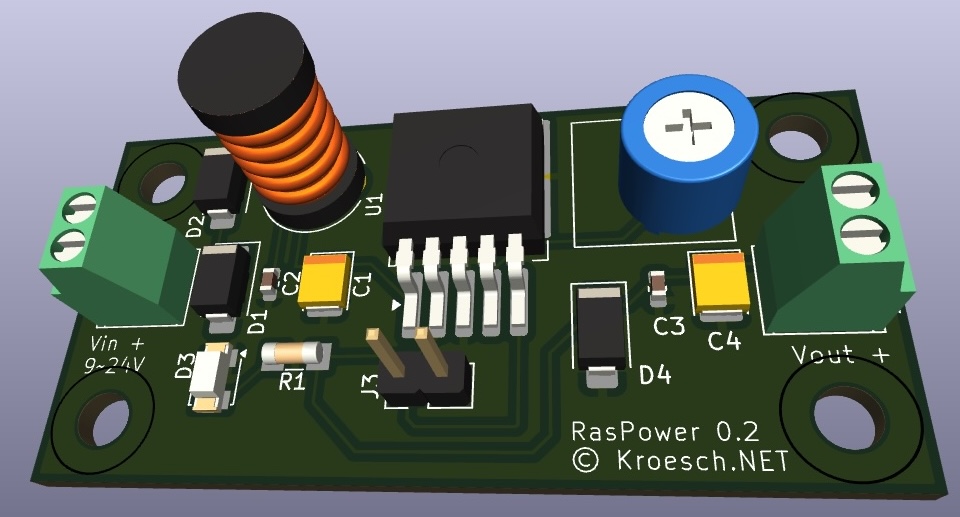 D2
U1
D1
C2
C1
D3
R1
J3
C3
C4
D4
Vin +
9~24V
Vout +
RasPower 0.2
© Kroesch.NET